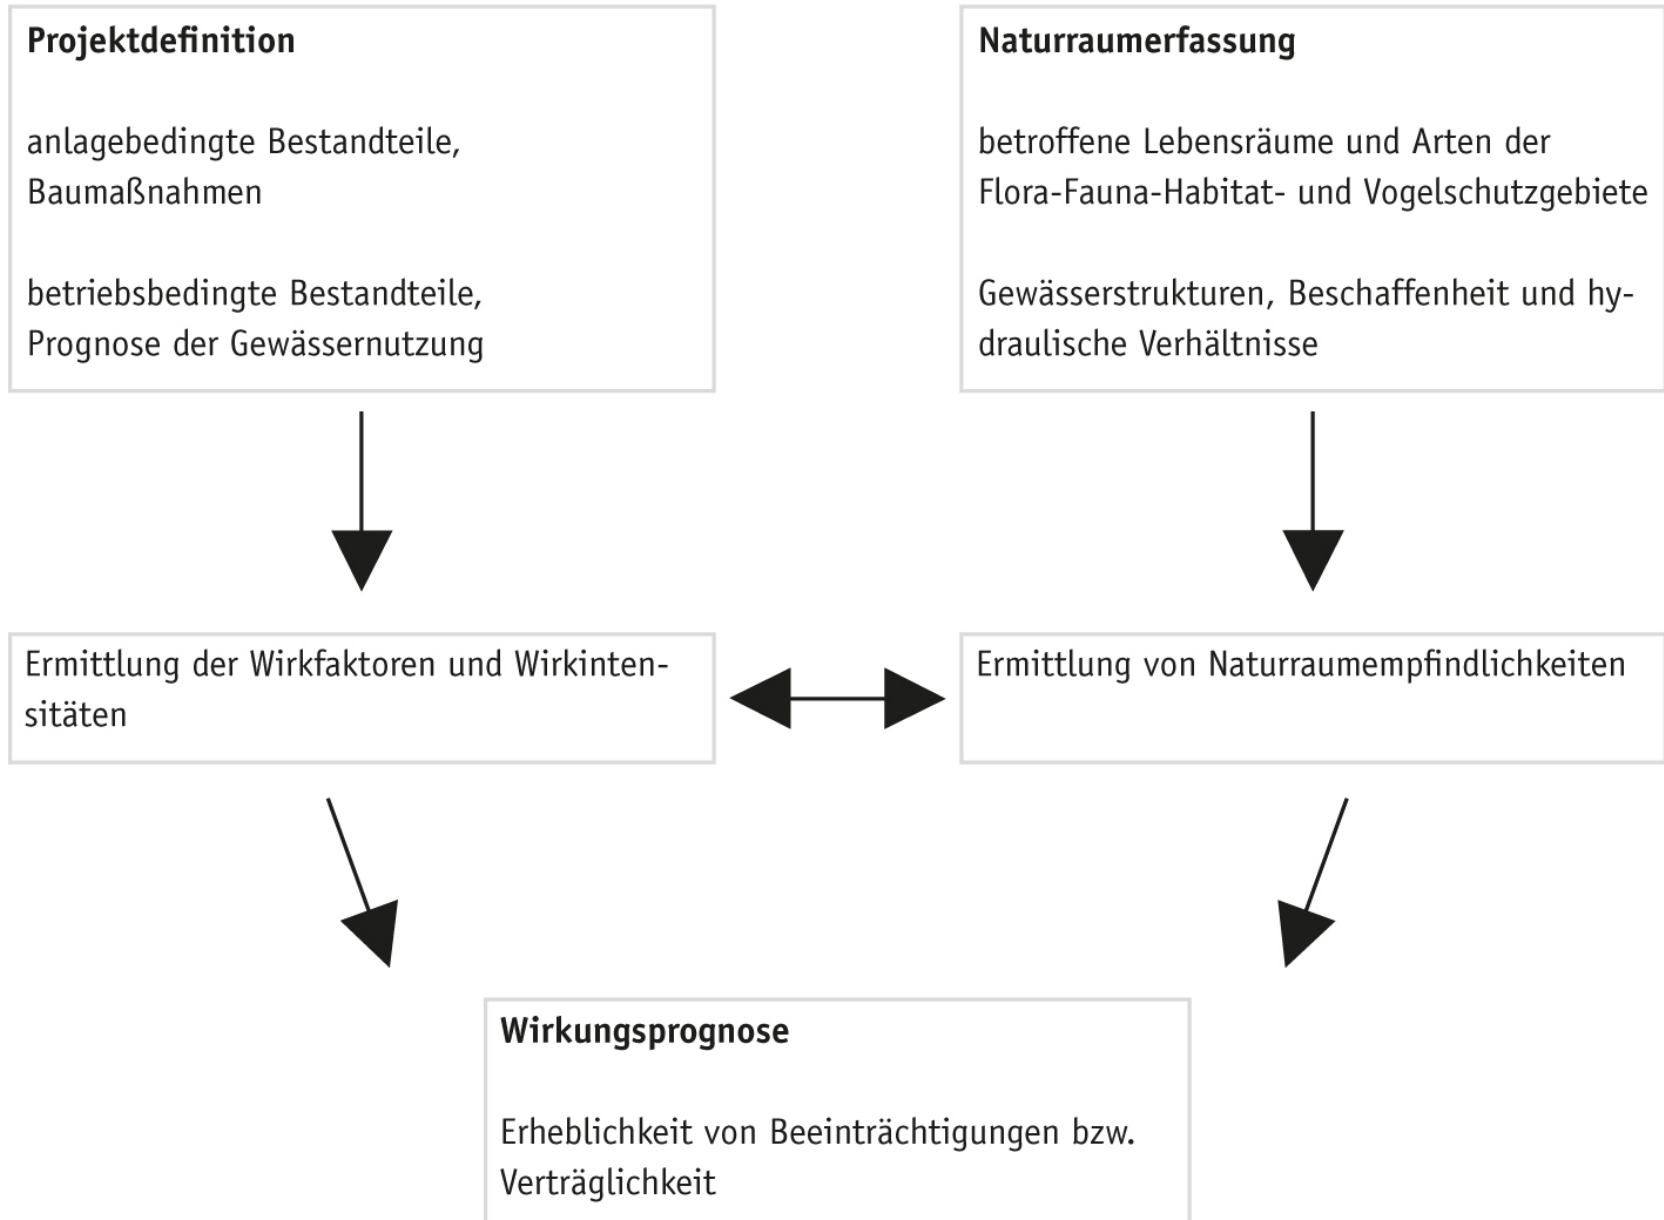 Projektdefinition
anlagebedingte Bestandteile,
Baumaßnahmen
betriebsbedingte Bestandteile,
Prognose der Gewässernutzung
Naturraumerfassung
betroffene Lebensräume und Arten der
Flora-Fauna-Habitat- und Vogelschutzgebiete
Gewässerstrukturen, Beschaffenheit und hy-
draulische Verhältnisse
Ermittlung der Wirkfaktoren und Wirkinten-
sitäten
Ermittlung von Naturraumempfindlichkeiten
Wirkungsprognose
Erheblichkeit von Beeinträchtigungen bzw.
Verträglichkeit